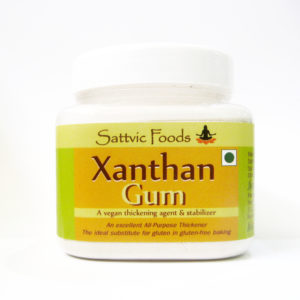 Sattvic Foods
Xanthan
Gum
A vegan thickening agent & stabilizer
An excellent All-Purpose Thickener
The ideal substitute for gluten in gluten-free baking